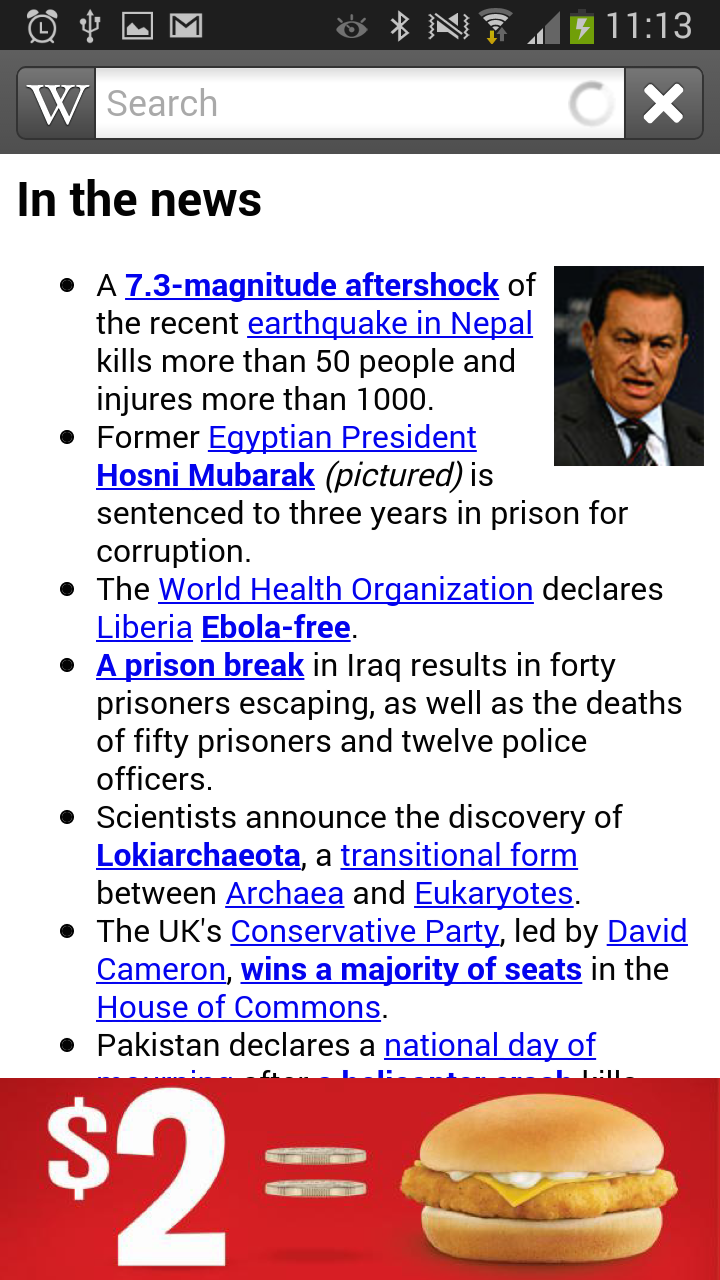 11:13
W Search
In the news
A 7.3-magnitude aftershock of
the recent earthquake in Nepal
kills more than 50 people and
injures more than 1000.
Former Egyptian President
Hosni Mubarak (pictured) is
sentenced to three years in prison for
corruption.
The World Health Organization declares
Liberia Ebola-free.
A prison break in Iraq results in forty
prisoners escaping, as well as the deaths
of fifty prisoners and twelve police
officers.
Scientists announce the discovery of
Lokiarchaeota, a transitional form
between Archaea and Eukaryotes.
The UK's Conservative Party, led by David
Cameron, wins a majority of seats in the
House of Commons.
Pakistan declares a national day of
mourning after a helicopter crash kills
$2 =